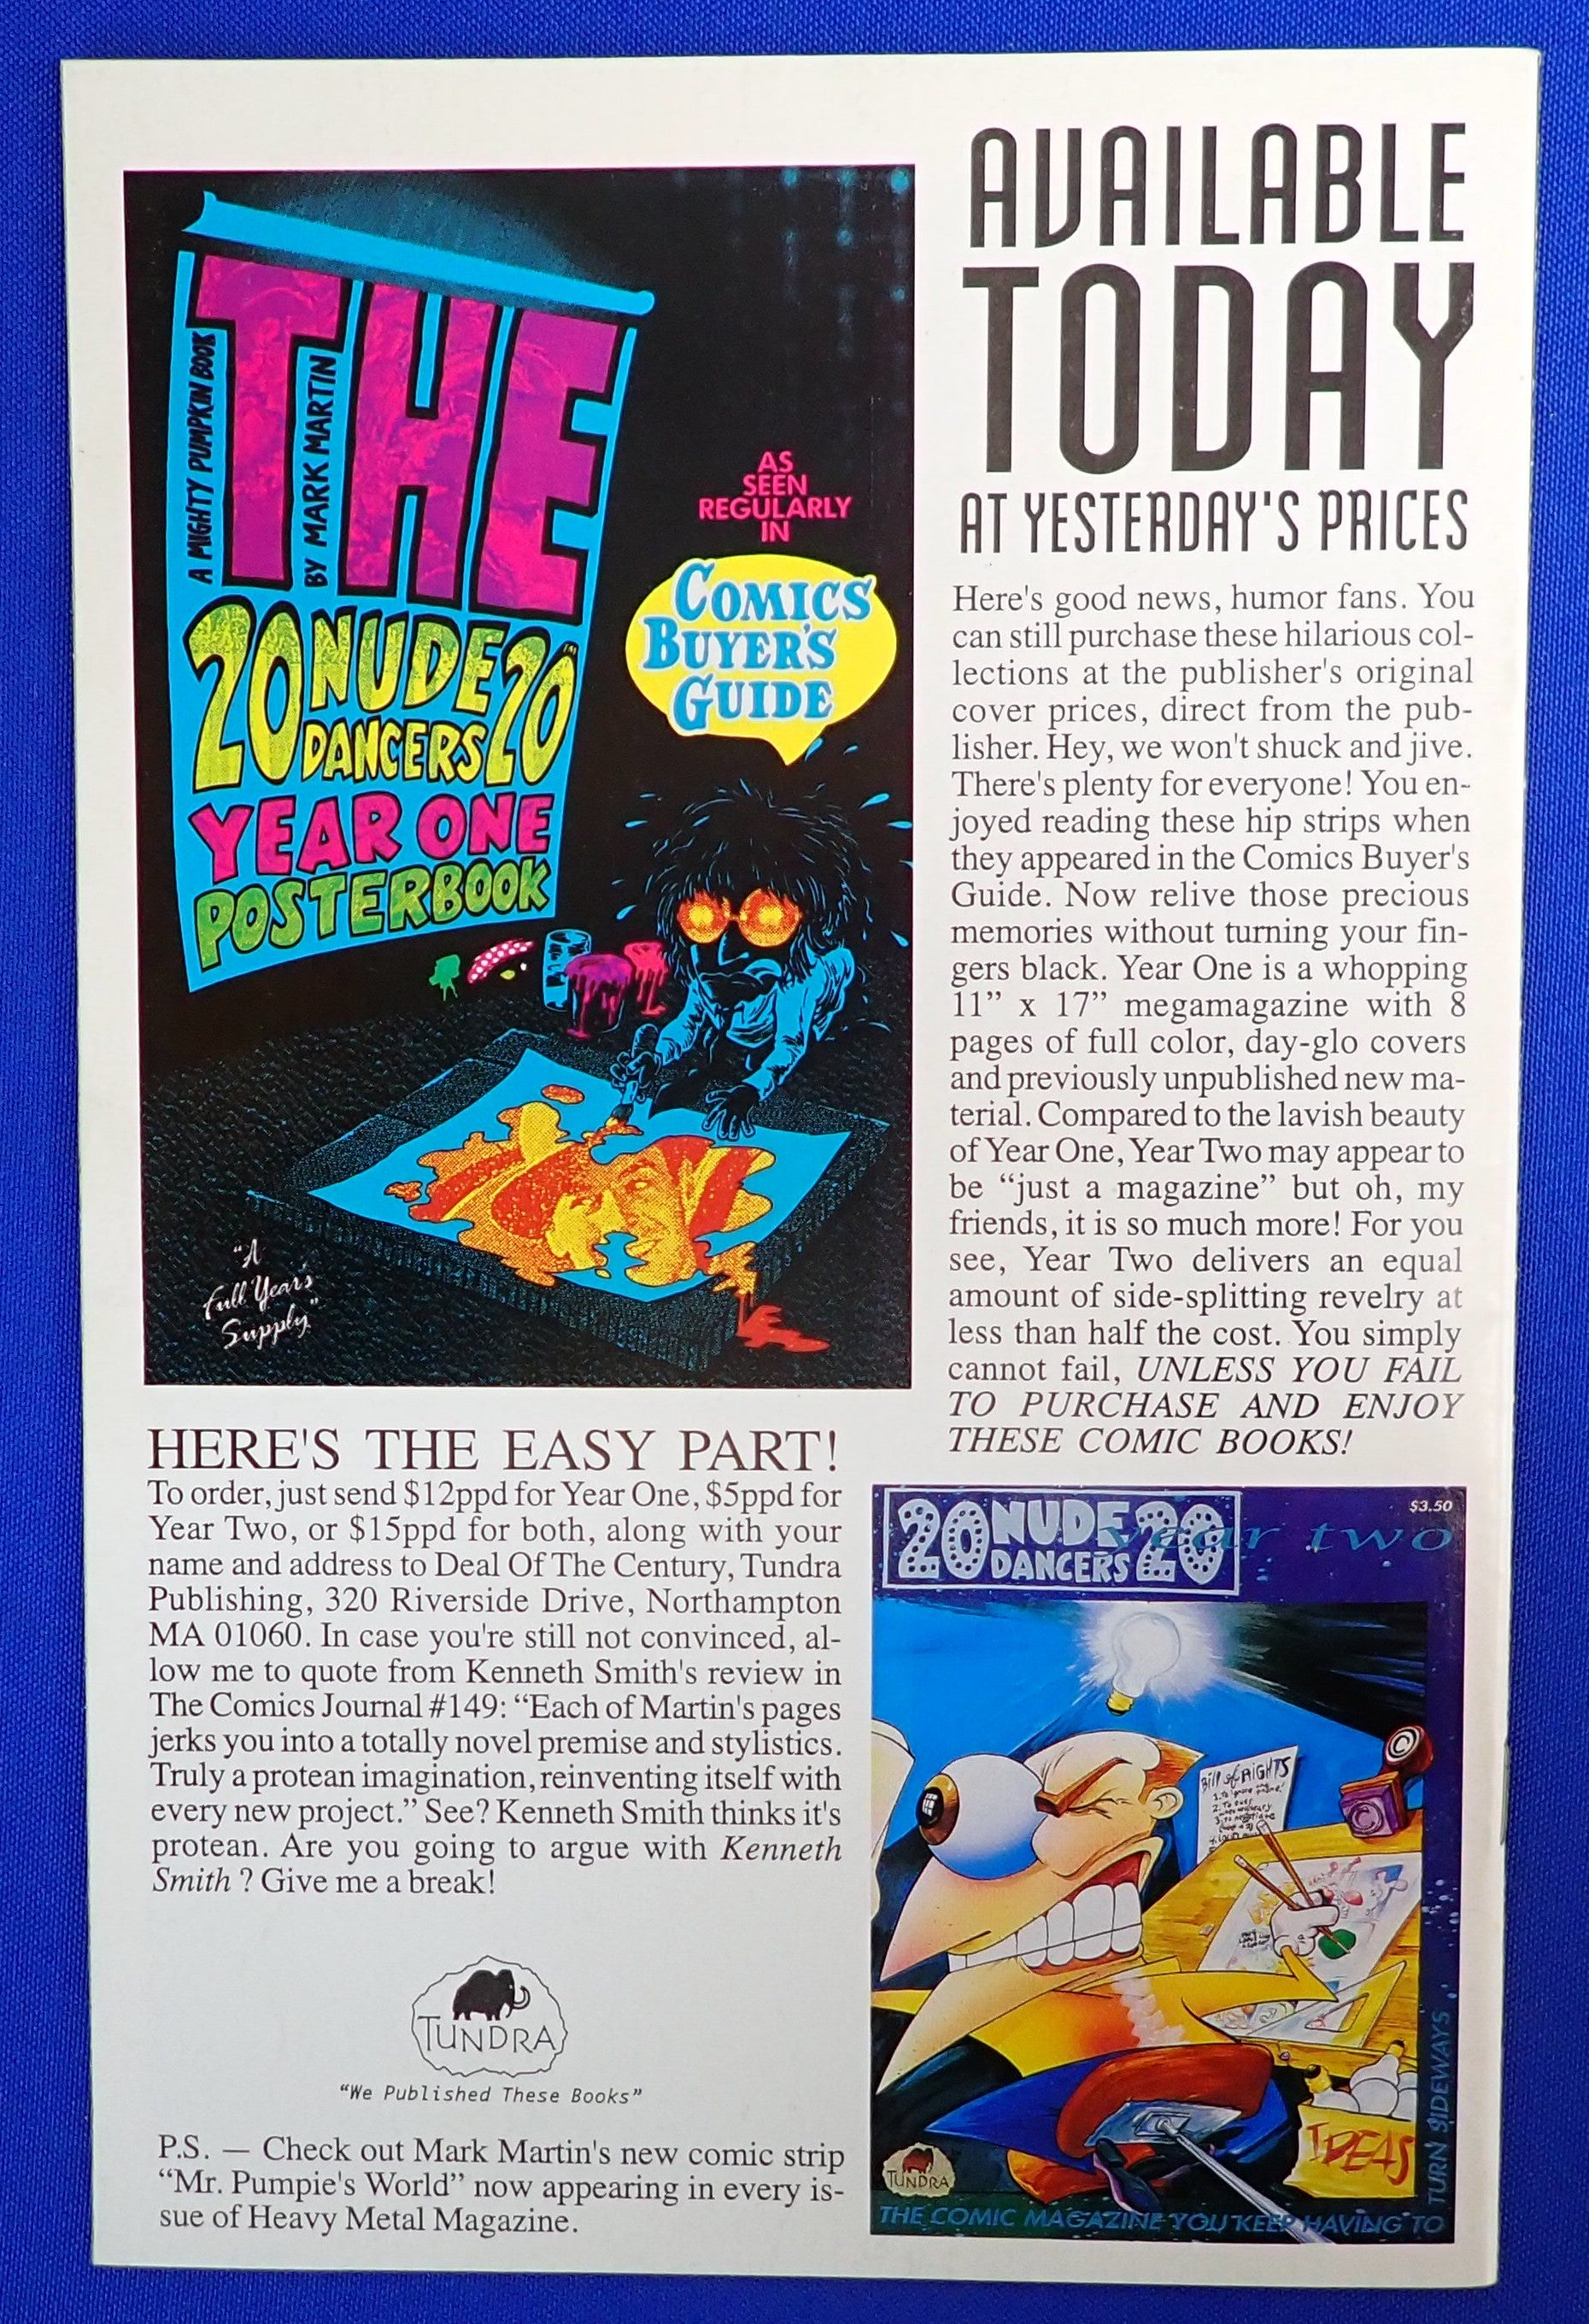 A MIGHTY PUMPKIN BOOK
BY MARK MARTIN
THE
20 NUDE 20
DANCERS
YEAR ONE
POSTERBOOK
AS
SEEN
REGULARLY
IN
COMICS
BUYER'S
GUIDE
"A
Full Year's
Supply."
AVAILABLE
TODAY
AT YESTERDAY'S PRICES
Here's good news, humor fans. You
can still purchase these hilarious col-
lections at the publisher's original
cover prices, direct from the pub-
lisher. Hey, we won't shuck and jive.
There's plenty for everyone! You en-
joyed reading these hip strips when
they appeared in the Comics Buyer's
Guide. Now relive those precious
memories without turning your fin-
gers black. Year One is a whopping
11” x 17” megamagazine with 8
pages of full color, day-glo covers
and previously unpublished new ma-
terial. Compared to the lavish beauty
of Year One, Year Two may appear to
be “just a magazine” but oh, my
friends, it is so much more! For you
see, Year Two delivers an equal
amount of side-splitting revelry at
less than half the cost. You simply
cannot fail, UNLESS YOU FAIL
TO PURCHASE AND ENJOY
THESE COMIC BOOKS!
HERE'S THE EASY PART!
To order, just send $12ppd for Year One, $5ppd for
Year Two, or $15ppd for both, along with your
name and address to Deal Of The Century, Tundra
Publishing, 320 Riverside Drive, Northampton
MA 01060. In case you're still not convinced, al-
low me to quote from Kenneth Smith's review in
The Comics Journal #149: “Each of Martin's pages
jerks you into a totally novel premise and stylistics.
Truly a protean imagination, reinventing itself with
every new project.” See? Kenneth Smith thinks it's
protean. Are you going to argue with Kenneth
Smith ? Give me a break!
TUNDRA
"We Published These Books"
P.S. — Check out Mark Martin's new comic strip
“Mr. Pumpie's World” now appearing in every is-
sue of Heavy Metal Magazine.
20 NUDE 20
DANCERS
year two
$3.50
Bill of RIGHTS
©
©
IDEAS
TUNDRA
THE COMIC MAGAZINE YOU KEEP HAVING TO
TURN SIDEWAYS